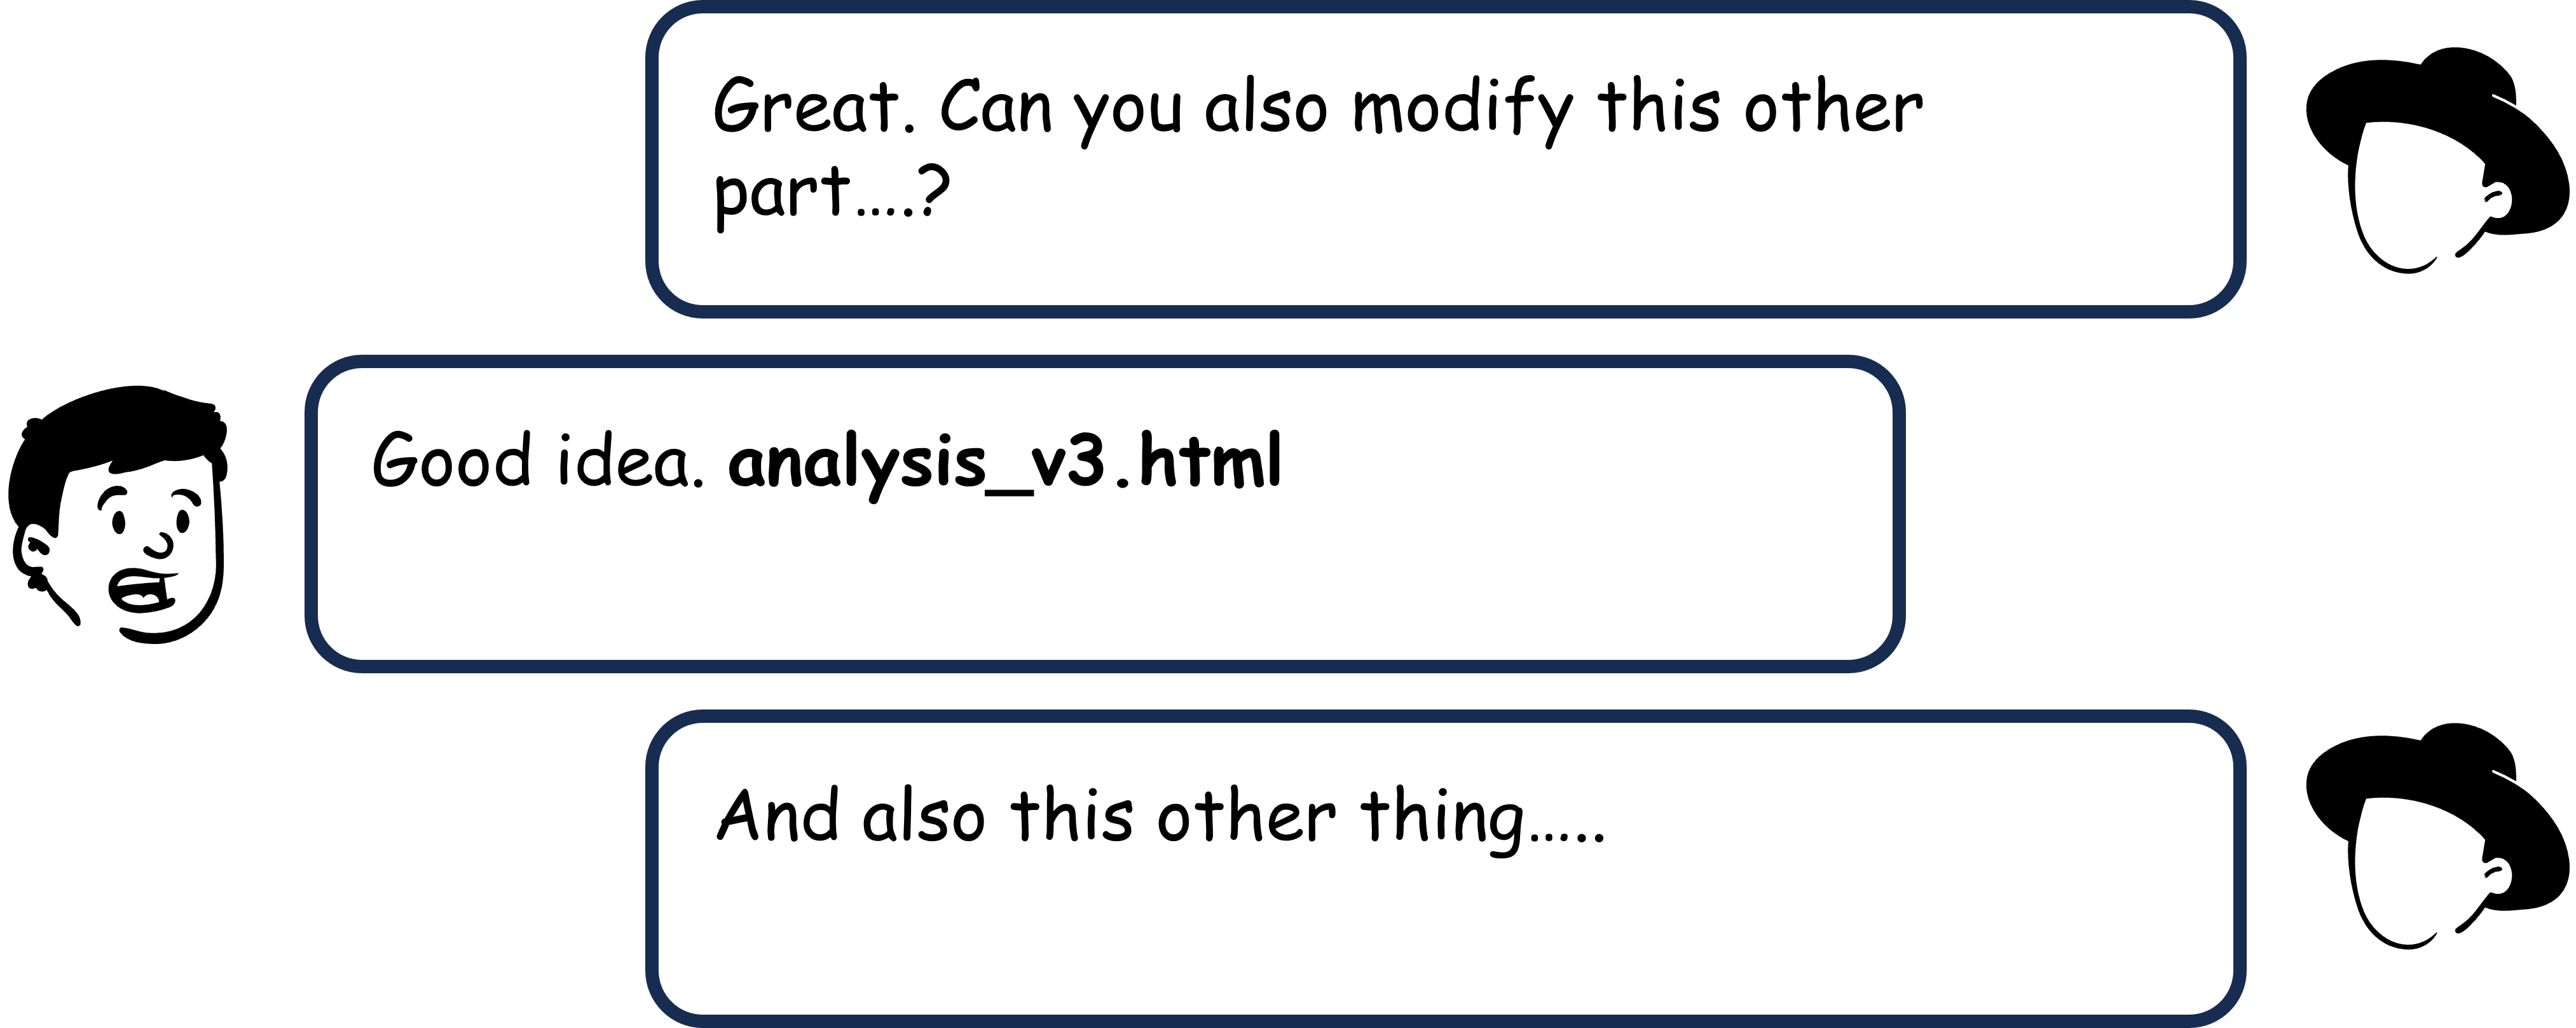 Great. Can you also modify this other
part….?
Good idea. analysis_v3.html
And also this other thing…..